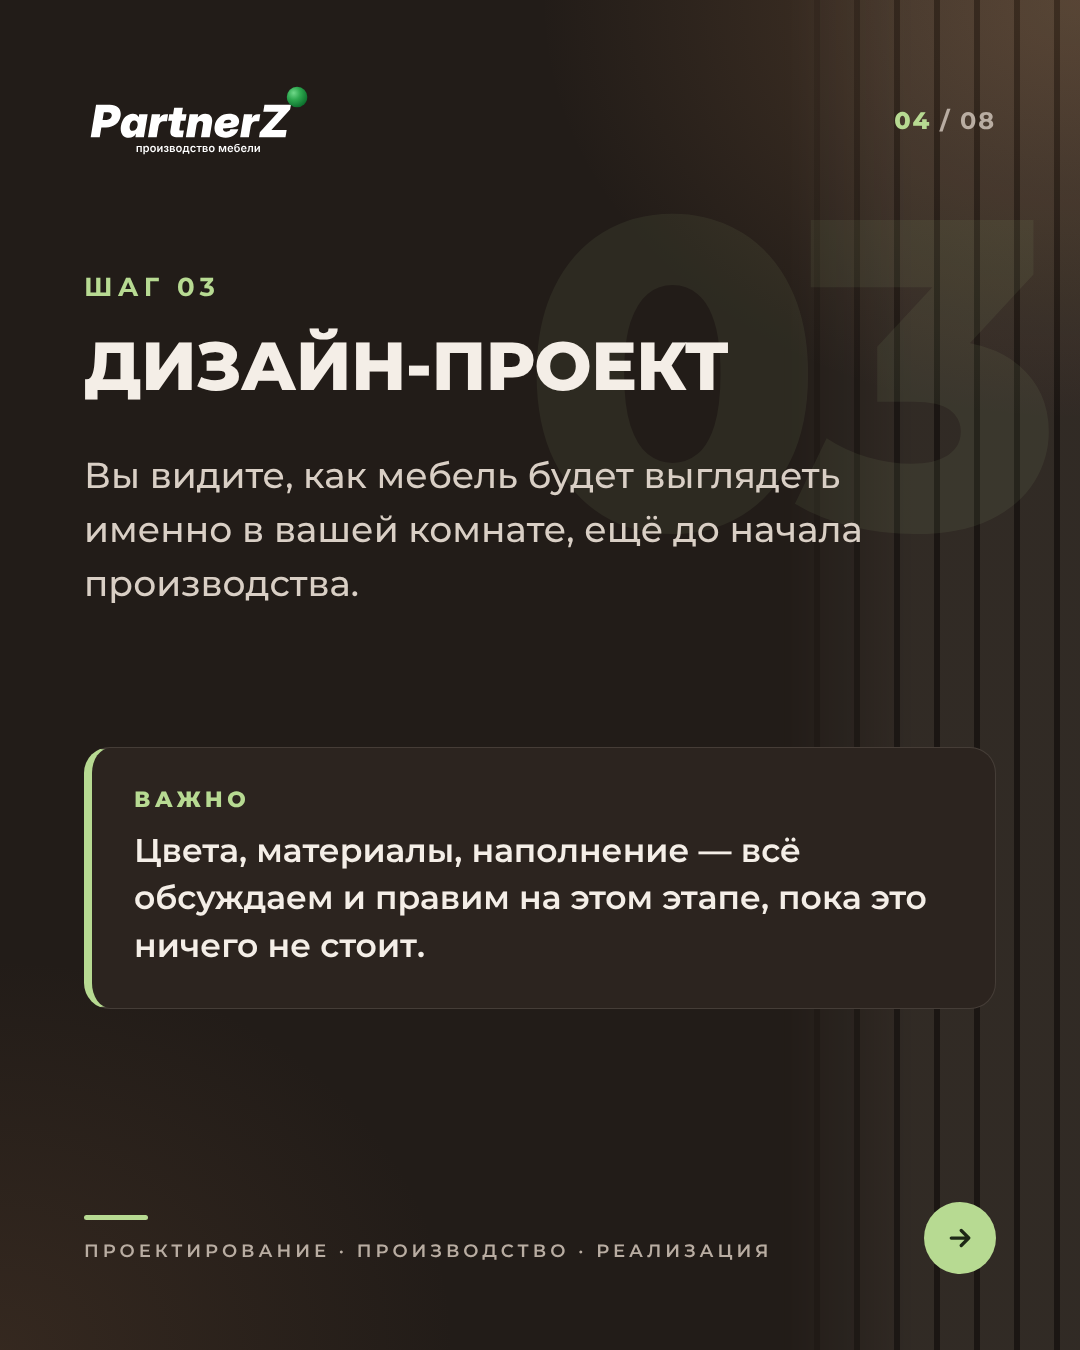 PartnerZ
производство мебели
04 / 08
03
ШАГ 03
ДИЗАЙН-ПРОЕКТ
Вы видите, как мебель будет выглядеть
именно в вашей комнате, ещё до начала
производства.
ВАЖНО
Цвета, материалы, наполнение — всё
обсуждаем и правим на этом этапе, пока это
ничего не стоит.
ПРОЕКТИРОВАНИЕ · ПРОИЗВОДСТВО · РЕАЛИЗАЦИЯ